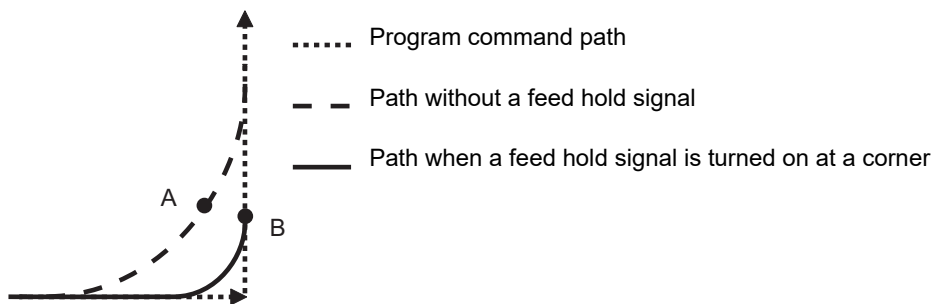 Program command path
Path without a feed hold signal
Path when a feed hold signal is turned on at a corner
A
B